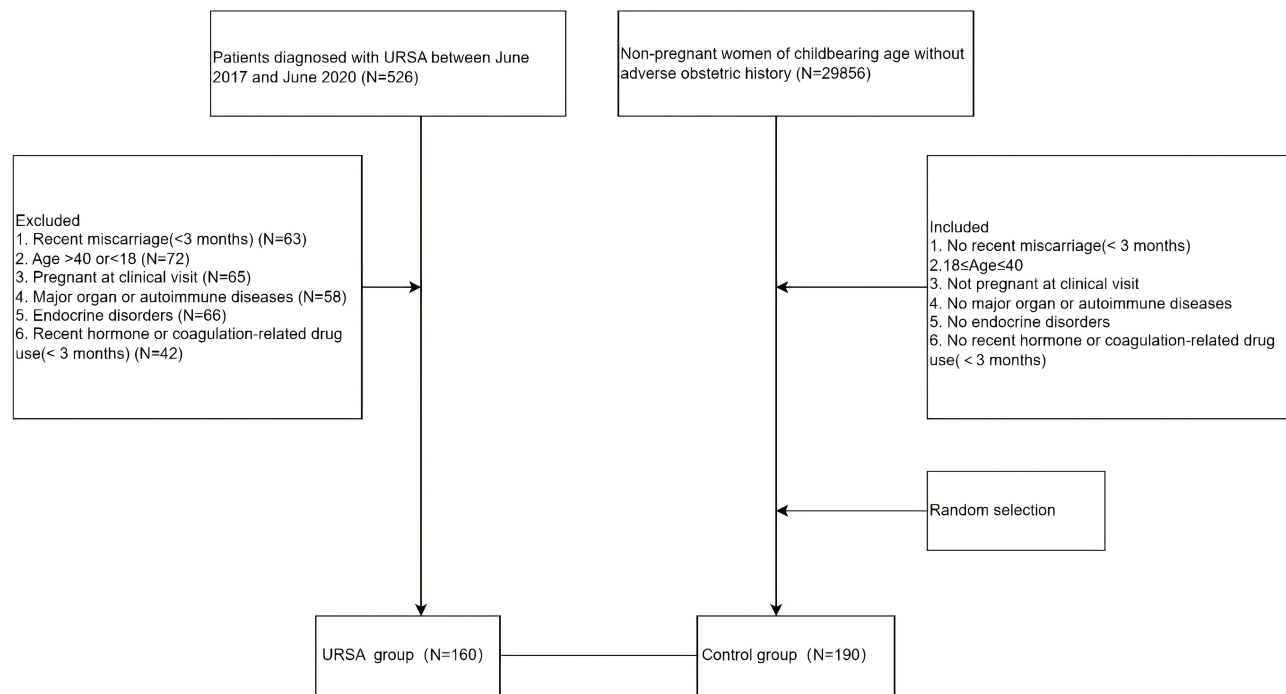 Patients diagnosed with URSA between June
2017 and June 2020 (N=526)
Non-pregnant women of childbearing age without
adverse obstetric history (N=29856)
Excluded
1. Recent miscarriage(<3 months) (N=63)
2. Age >40 or<18 (N=72)
3. Pregnant at clinical visit (N=65)
4. Major organ or autoimmune diseases (N=58)
5. Endocrine disorders (N=66)
6. Recent hormone or coagulation-related drug
use(< 3 months) (N=42)
Included
1. No recent miscarriage(< 3 months)
2.18≤Age≤40
3. Not pregnant at clinical visit
4. No major organ or autoimmune diseases
5. No endocrine disorders
6. No recent hormone or coagulation-related drug
use( < 3 months)
Random selection
URSA group（N=160）
Control group（N=190）